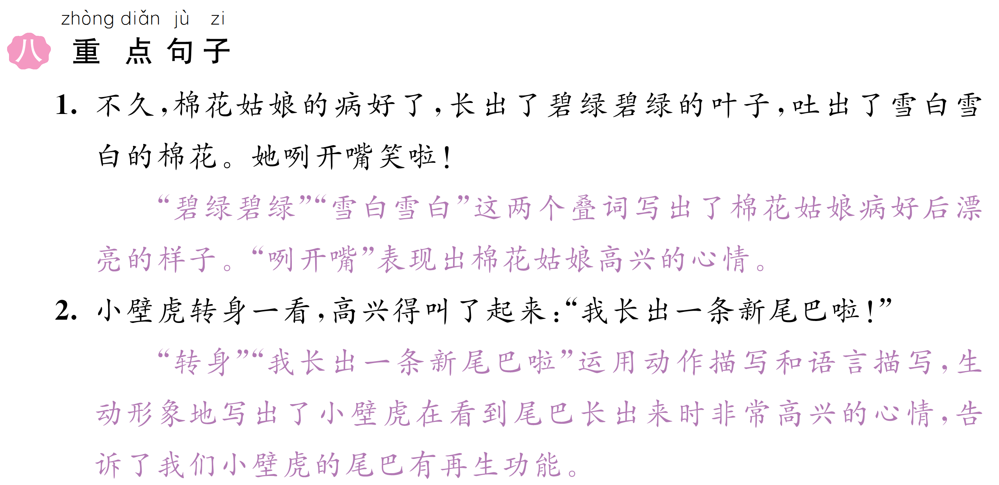 zhòng diǎn jù zi
八 重点句子
1. 不久,棉花姑娘的病好了,长出了碧绿碧绿的叶子,吐出了雪白雪
白的棉花。她咧开嘴笑啦!
“碧绿碧绿”“雪白雪白”这两个叠词写出了棉花姑娘病好后漂
亮的样子。“咧开嘴”表现出棉花姑娘高兴的心情。
2. 小壁虎转身一看,高兴得叫了起来:“我长出一条新尾巴啦!”
“转身”“我长出一条新尾巴啦”运用动作描写和语言描写,生
动形象地写出了小壁虎在看到尾巴长出来时非常高兴的心情,告
诉了我们小壁虎的尾巴有再生功能。